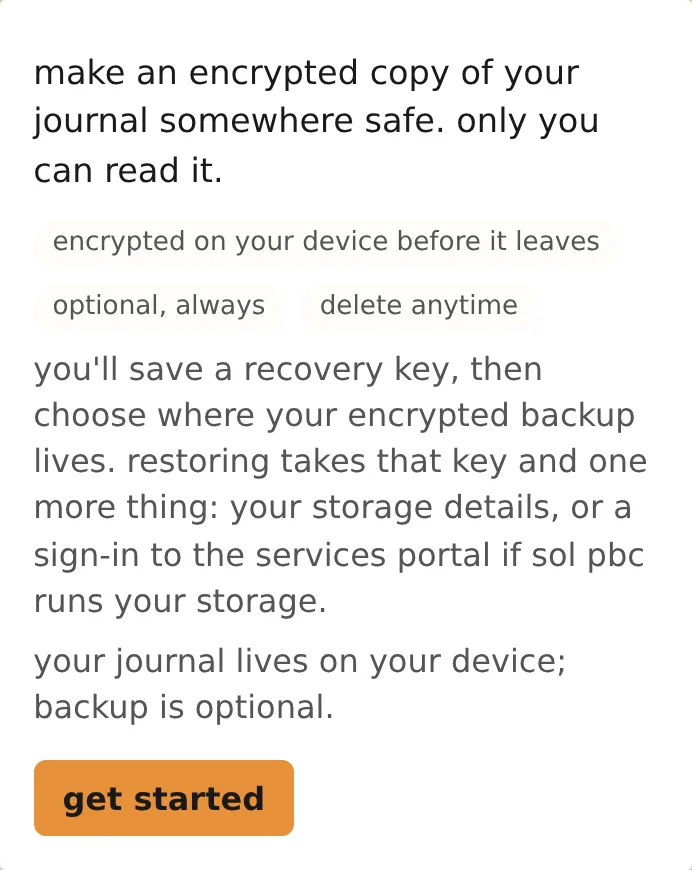 make an encrypted copy of your
journal somewhere safe. only you
can read it.
encrypted on your device before it leaves
optional, always
delete anytime
you'll save a recovery key, then
choose where your encrypted backup
lives. restoring takes that key and one
more thing: your storage details, or a
sign-in to the services portal if sol pbc
runs your storage.
your journal lives on your device;
backup is optional.
get started